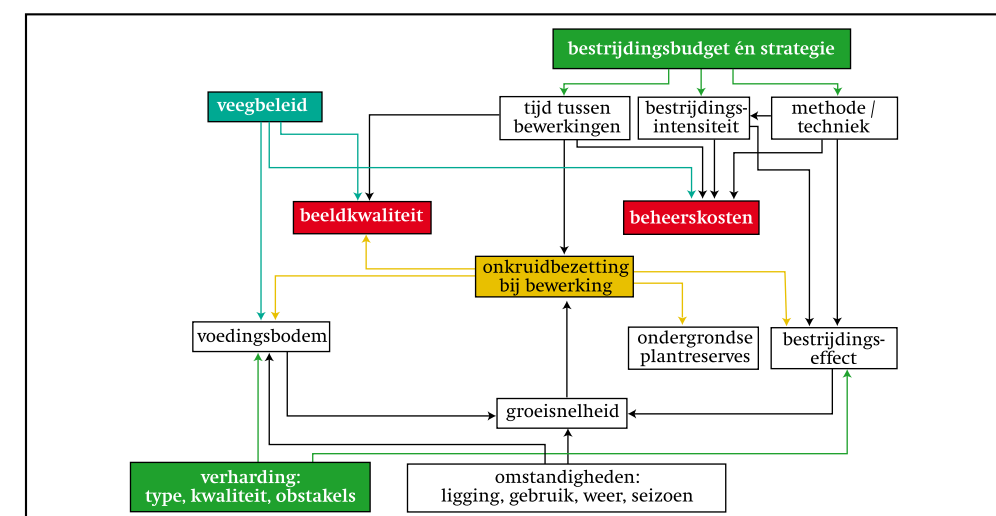 bestrijdingsbudget én strategie
veegbeleid
tijd tussen
bewerkingen
bestrijdings-
intensiteit
methode /
techniek
beeldkwaliteit
beheerskosten
onkruidbezetting
bij bewerking
voedingsbodem
ondergrondse
plantreserves
bestrijdings-
effect
groeisnelheid
verharding:
type, kwaliteit, obstakels
omstandigheden:
ligging, gebruik, weer, seizoen